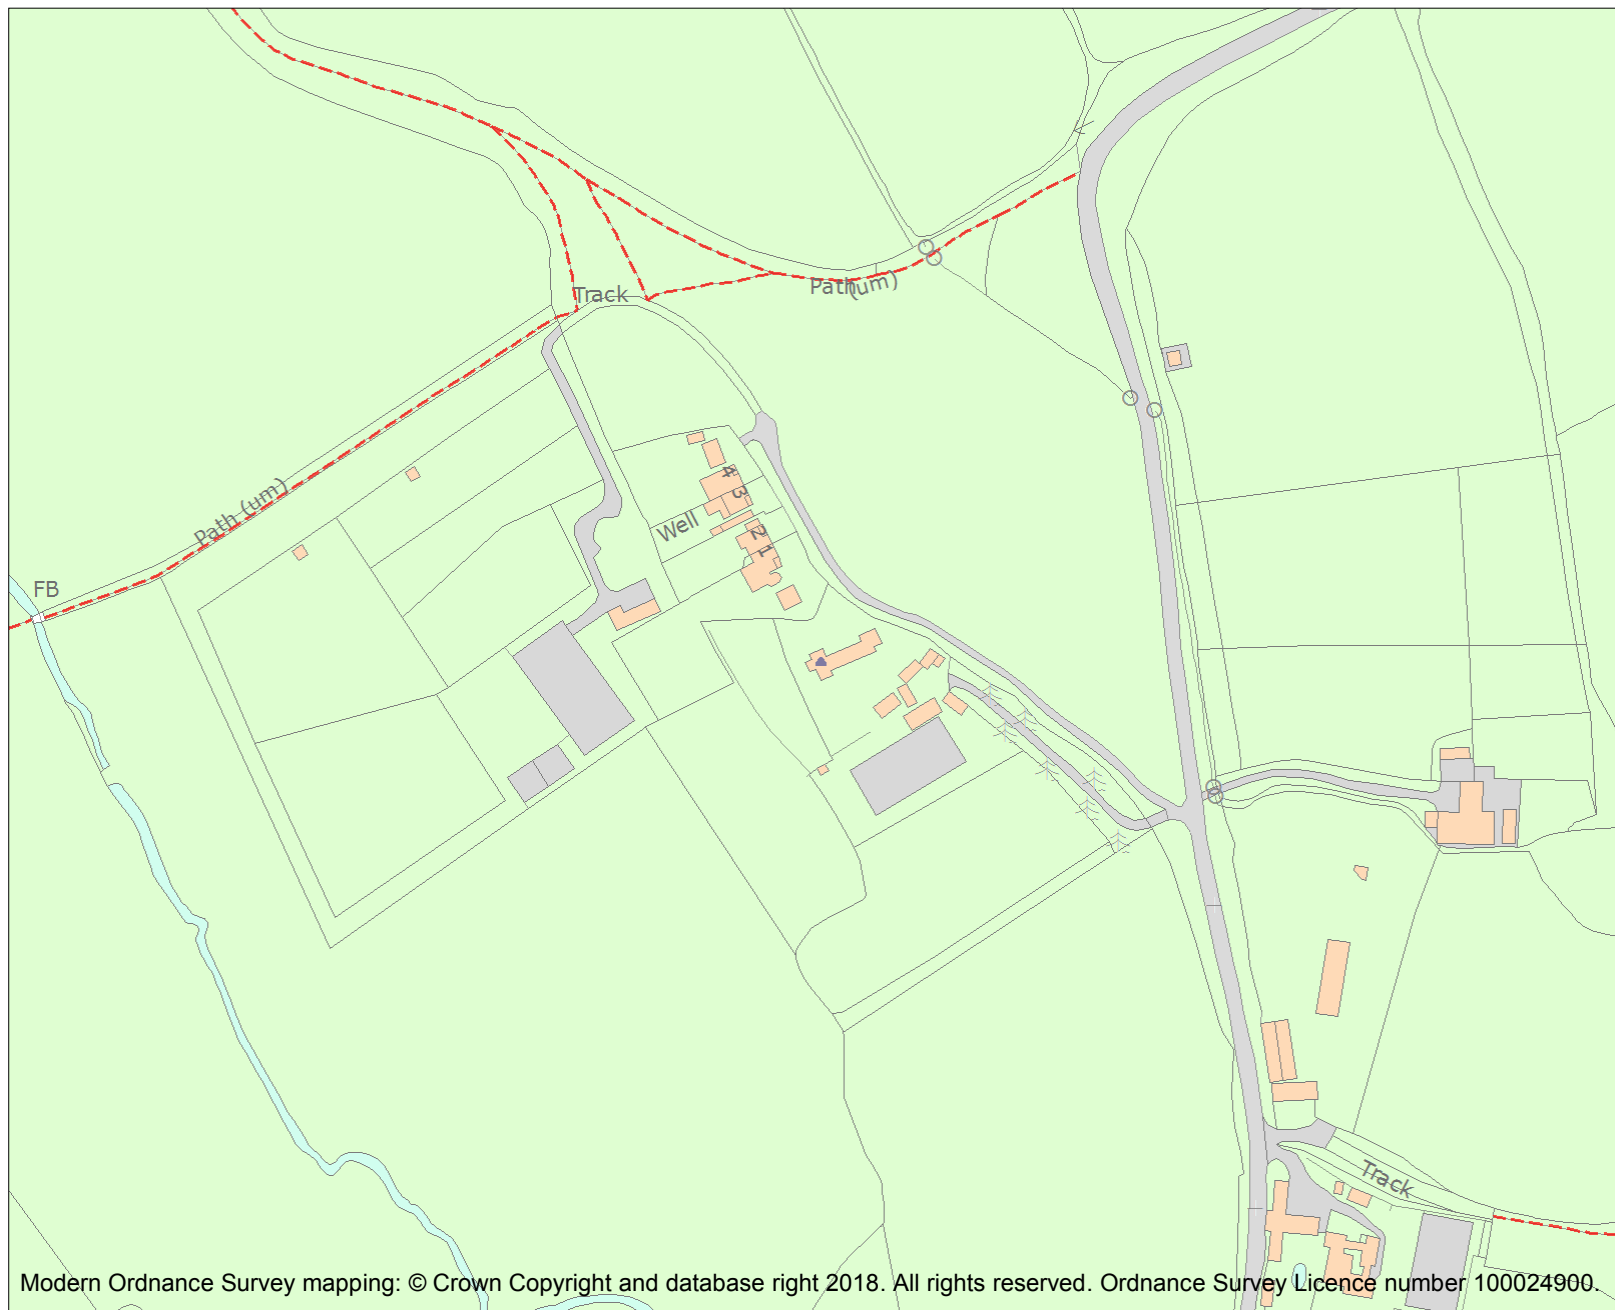 Track
Path
(um)
4
3
Path (um)
Well
2
1
FB
Track
Modern Ordnance Survey mapping: © Crown Copyright and database right 2018. All rights reserved. Ordnance Survey Licence number 100024900.